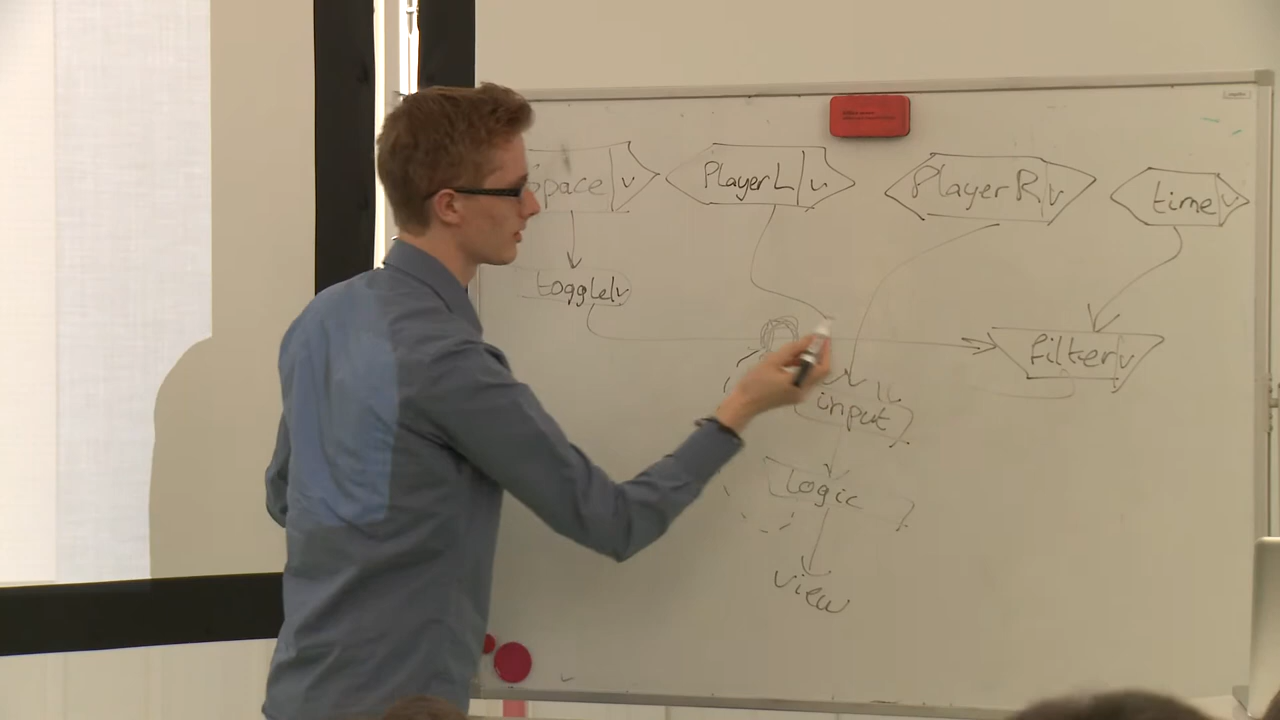 Space v
PlayerL v
PlayerR v
time v
toggle v
filter v
input
Logic
view